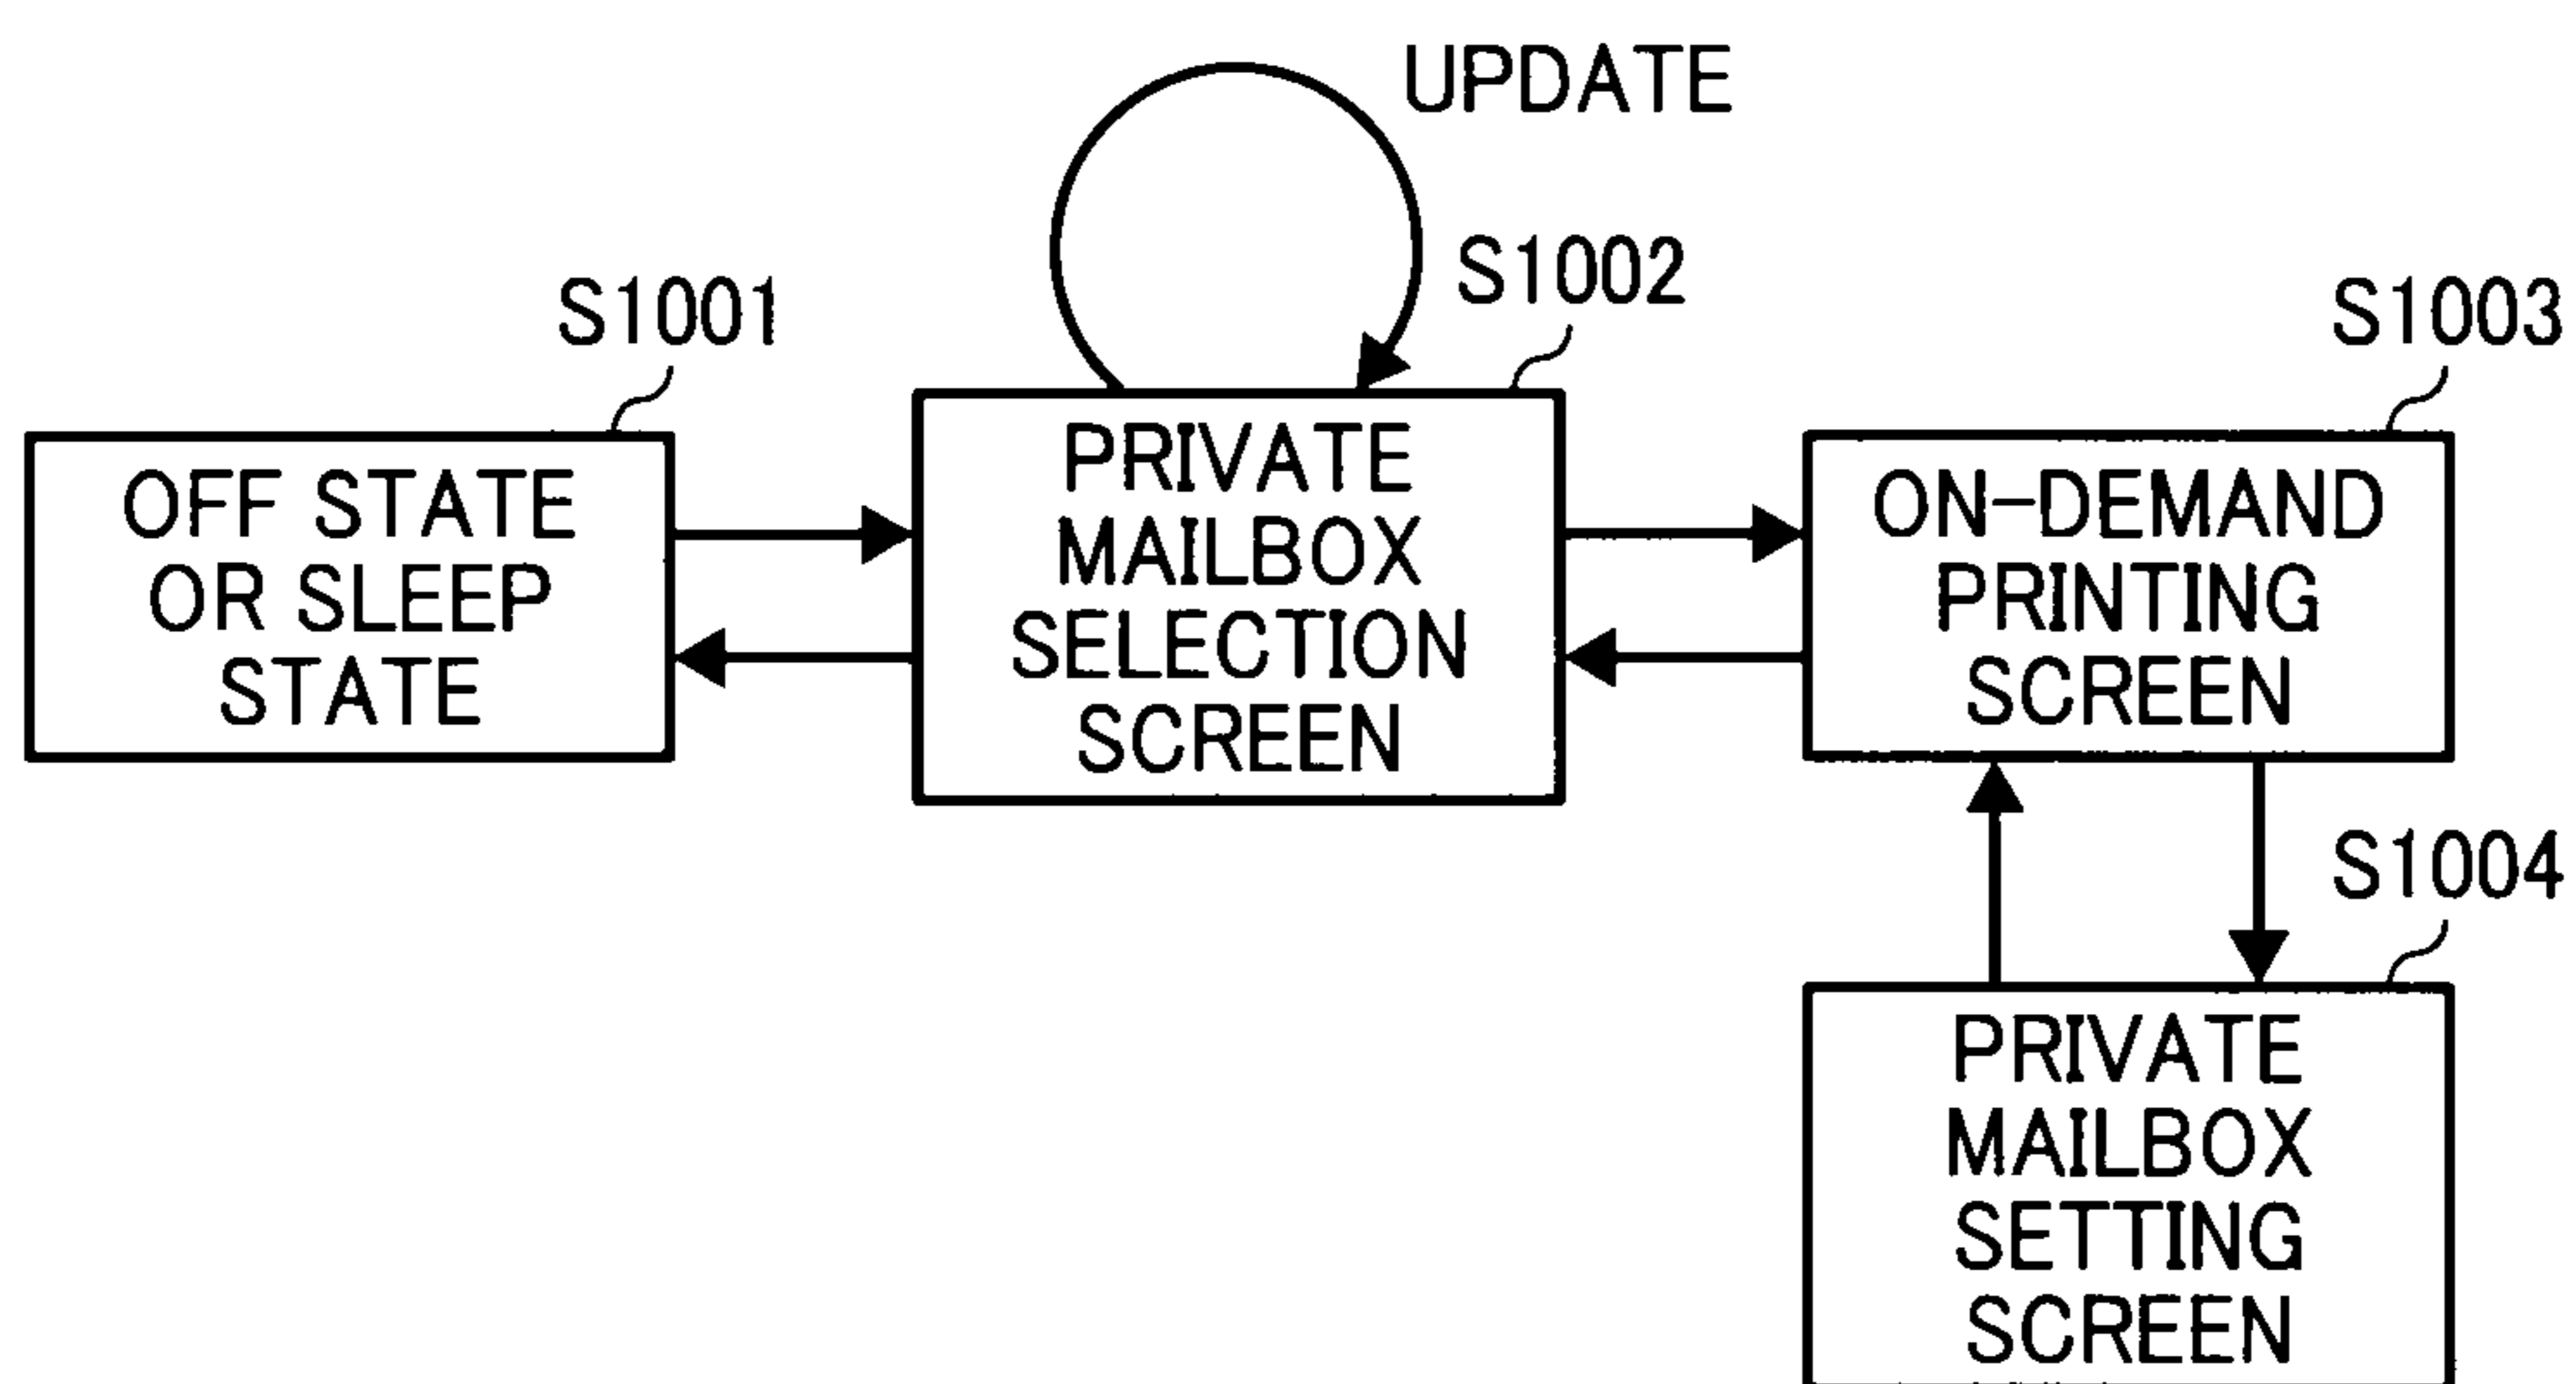 UPDATE
S1001
S1002
S1003
OFF STATE
OR SLEEP
STATE
PRIVATE
MAILBOX
SELECTION
SCREEN
ON-DEMAND
PRINTING
SCREEN
S1004
PRIVATE
MAILBOX
SETTING
SCREEN